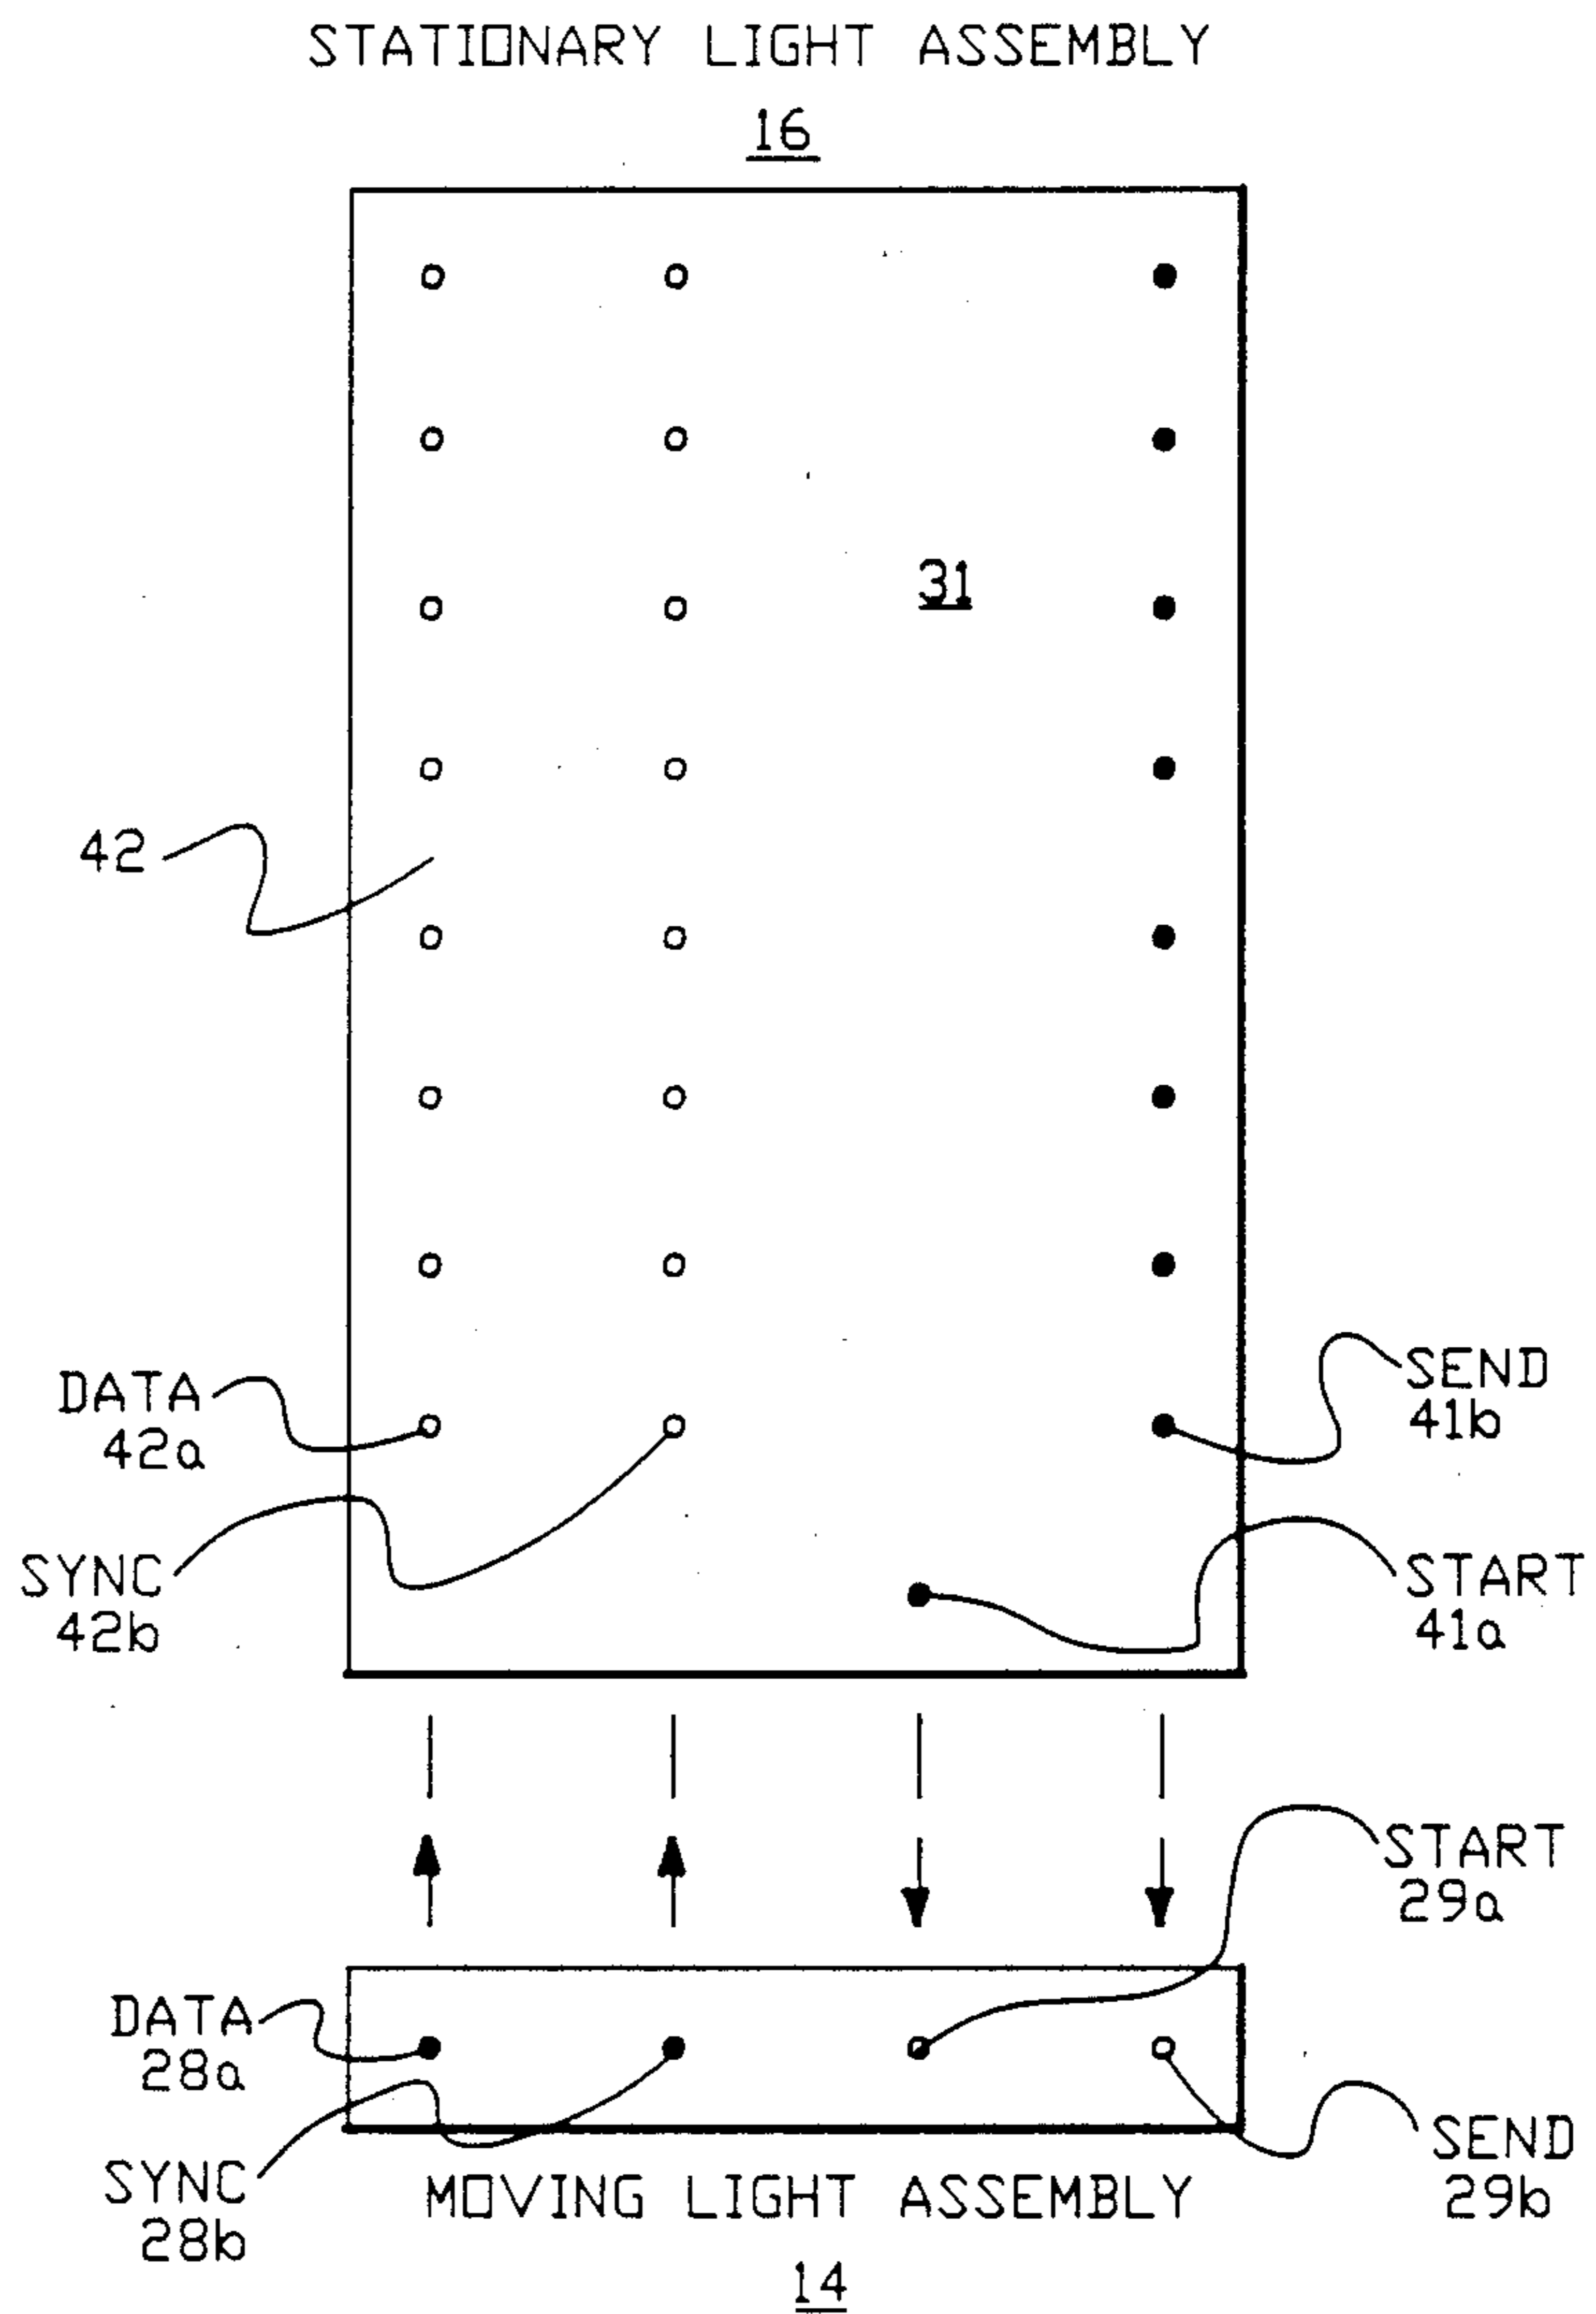 STATIONARY LIGHT ASSEMBLY
16
31
42
DATA
42a
SEND
41b
SYNC
42b
START
41a
START
29a
DATA
28a
SYNC
28b
SEND
29b
MOVING LIGHT ASSEMBLY
14